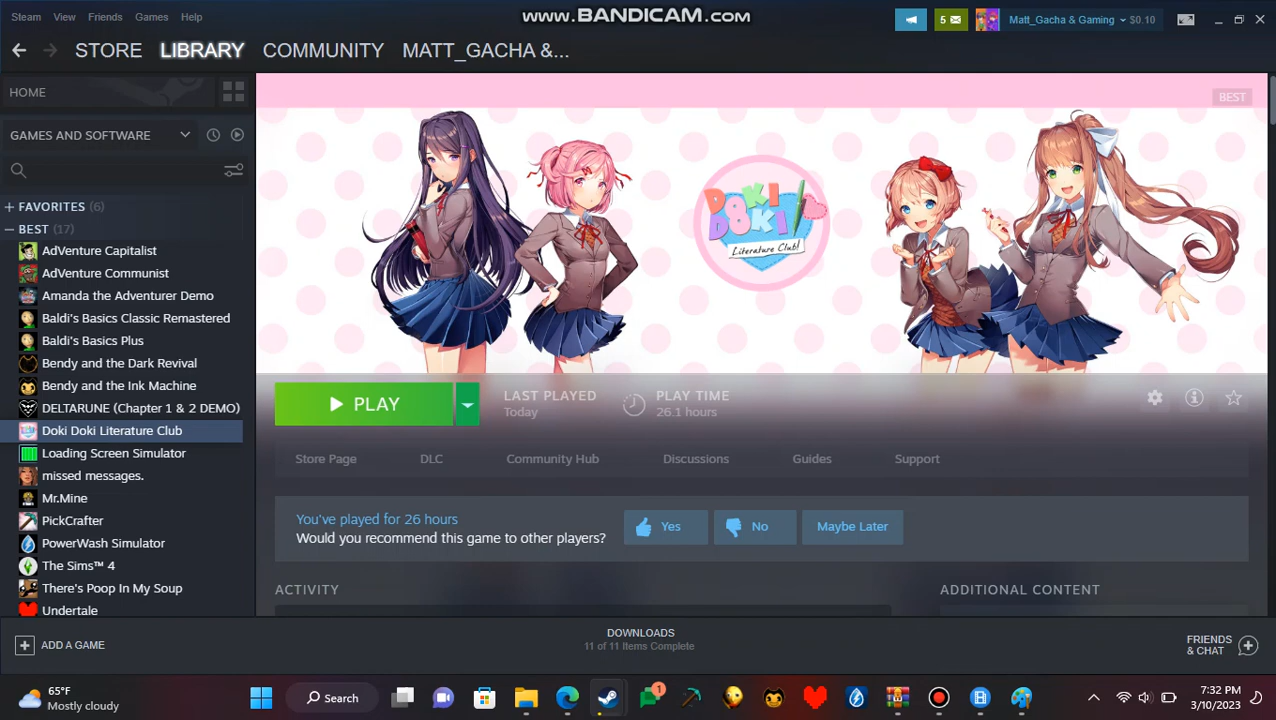 Steam View Friends Games Help
www.BANDICAM.com
5
Matt_Gacha & Gaming $0.10
STORE LIBRARY COMMUNITY MATT_GACHA &...
HOME
GAMES AND SOFTWARE
FAVORITES (6)
BEST (17)
AdVenture Capitalist
AdVenture Communist
Amanda the Adventurer Demo
Baldi's Basics Classic Remastered
Baldi's Basics Plus
Bendy and the Dark Revival
Bendy and the Ink Machine
DELTARUNE (Chapter 1 & 2 DEMO)
Doki Doki Literature Club
Loading Screen Simulator
missed messages.
Mr.Mine
PickCrafter
PowerWash Simulator
The Sims™ 4
There's Poop In My Soup
Undertale
BEST
DOKI
DOKI
Literature Club!
PLAY
LAST PLAYED
Today
PLAY TIME
26.1 hours
Store Page DLC Community Hub Discussions Guides Support
You've played for 26 hours
Would you recommend this game to other players?
Yes No Maybe Later
ACTIVITY
ADDITIONAL CONTENT
ADD A GAME
DOWNLOADS
11 of 11 Items Complete
FRIENDS
& CHAT
65°F
Mostly cloudy
Search
1
7:32 PM
3/10/2023